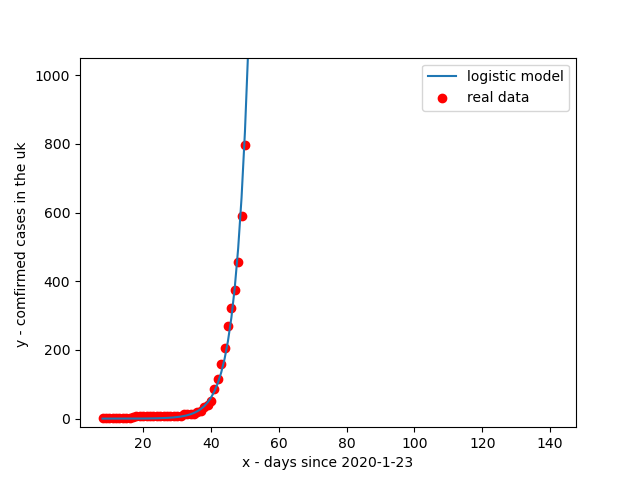 logistic model
real data
1000
800
600
400
200
0
y - comfirmed cases in the uk
20 40 60 80 100 120 140
x - days since 2020-1-23